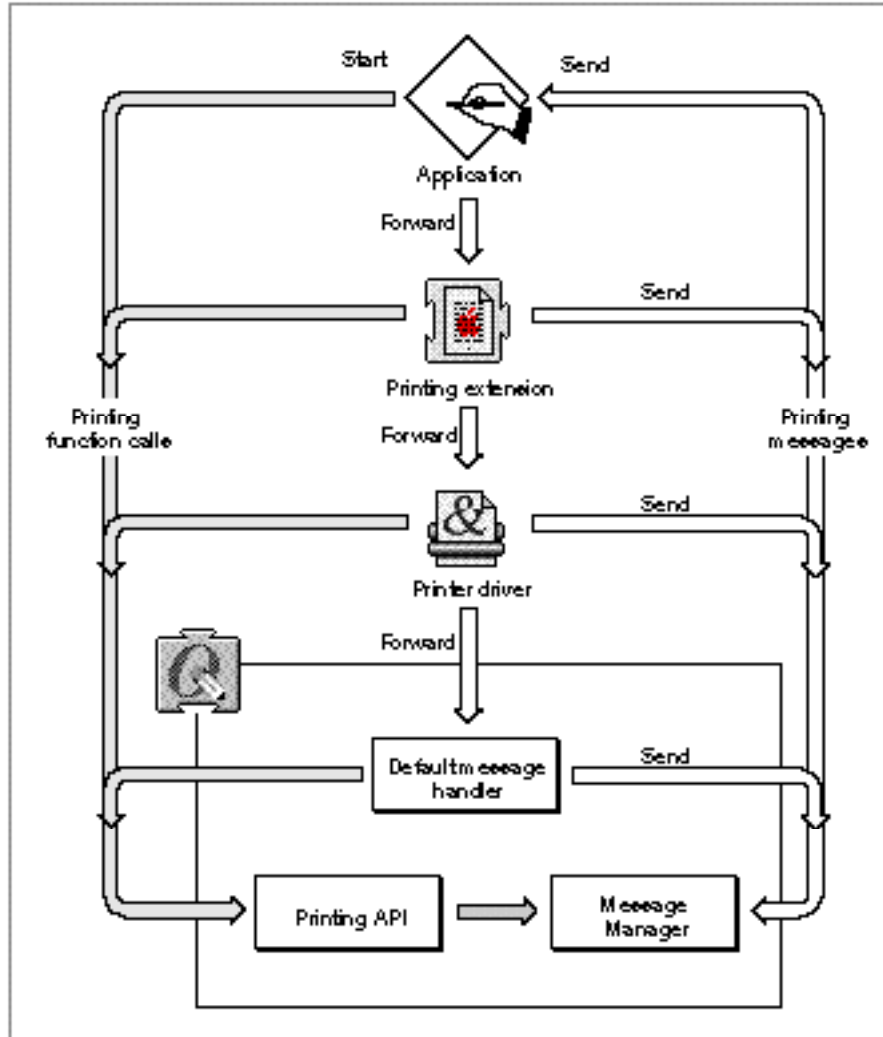 Start
Send
Application
Forward
Send
Printing extension
Printing
function calls
Forward
Printing
messages
&
Send
Printer driver
Forward
Default message
handler
Send
Printing API
Message
Manager